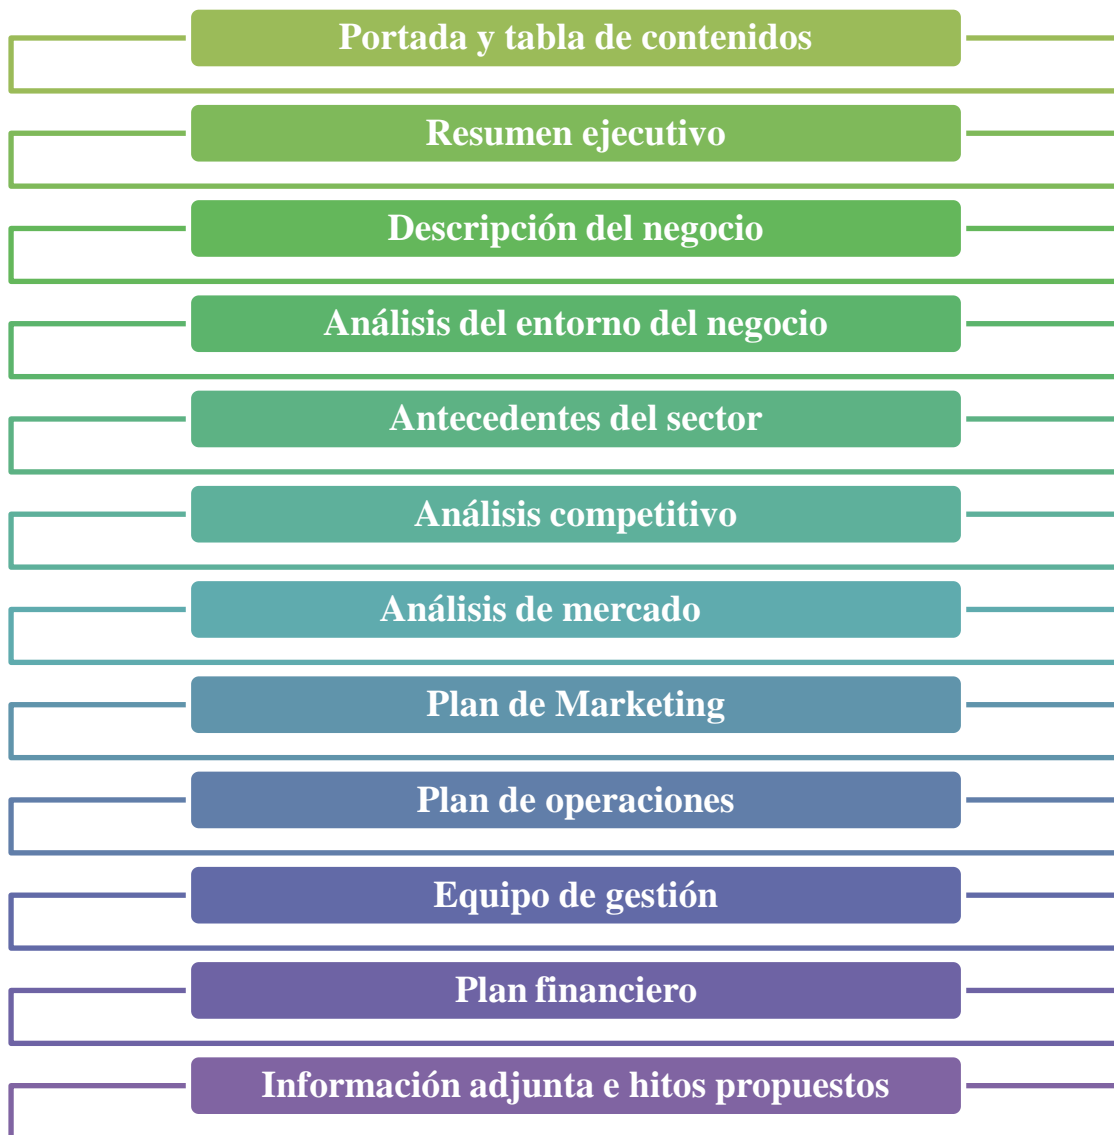 Portada y tabla de contenidos
Resumen ejecutivo
Descripción del negocio
Análisis del entorno del negocio
Antecedentes del sector
Análisis competitivo
Análisis de mercado
Plan de Marketing
Plan de operaciones
Equipo de gestión
Plan financiero
Información adjunta e hitos propuestos